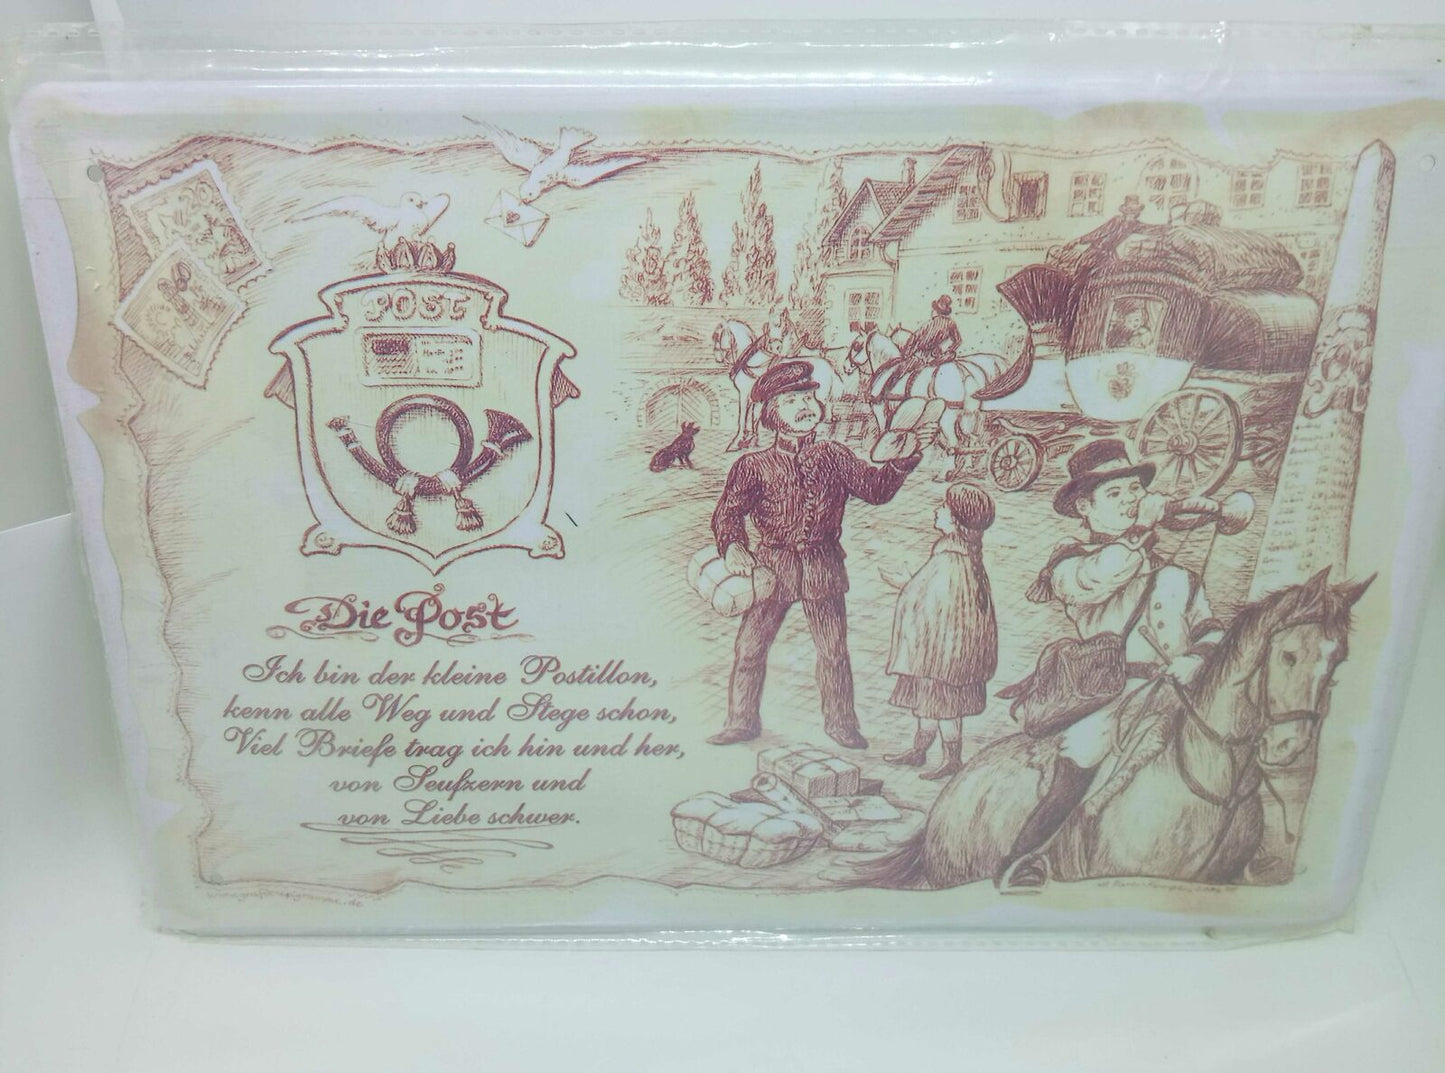 20
POST
Die Post
Ich bin der kleine Postillon,
kenn alle Weg und Stege schon,
Viel Briefe trag ich hin und her,
von Seufzern und
von Liebe schwer.